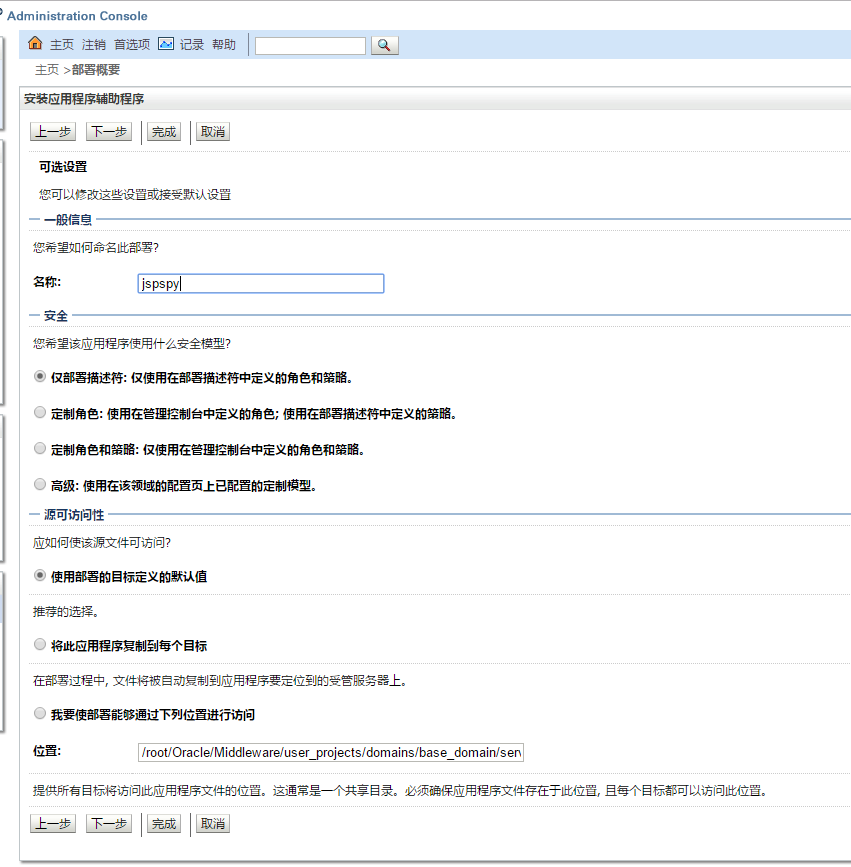 Administration Console
主页 注销 首选项 记录 帮助
主页 >部署概要
安装应用程序辅助程序
上一步 下一步 完成 取消
可选设置
您可以修改这些设置或接受默认设置
一般信息
您希望如何命名此部署?
名称: jspspy
安全
您希望该应用程序使用什么安全模型?
仅部署描述符: 仅使用在部署描述符中定义的角色和策略。
定制角色: 使用在管理控制台中定义的角色; 使用在部署描述符中定义的策略。
定制角色和策略: 仅使用在管理控制台中定义的角色和策略。
高级: 使用在该领域的配置页上已配置的定制模型。
源可访问性
应如何使该源文件可访问?
使用部署的目标定义的默认值
推荐的选择。
将此应用程序复制到每个目标
在部署过程中, 文件将被自动复制到应用程序要定位到的受管服务器上。
我要使部署能够通过下列位置进行访问
位置: /root/Oracle/Middleware/user_projects/domains/base_domain/serv
提供所有目标将访问此应用程序文件的位置。这通常是一个共享目录。必须确保应用程序文件存在于此位置, 且每个目标都可以访问此位置。
上一步 下一步 完成 取消